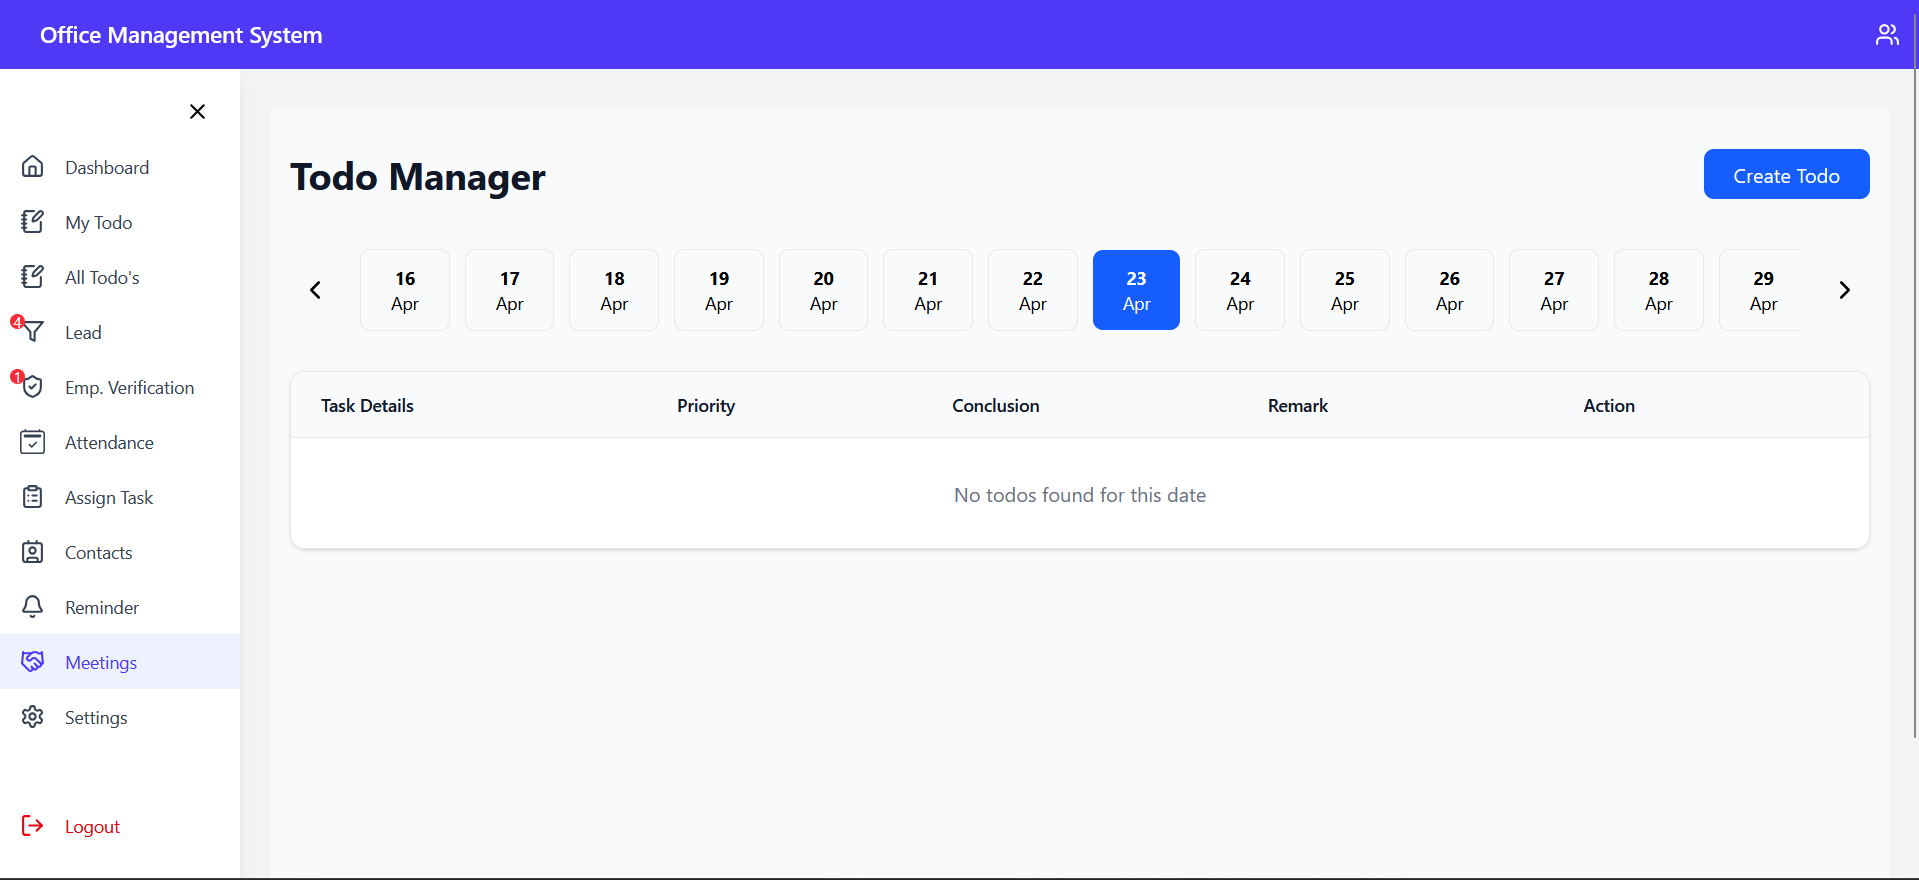 Office Management System
Dashboard
My Todo
All Todo's
4
Lead
1
Emp. Verification
Attendance
Assign Task
Contacts
Reminder
Meetings
Settings
Logout
Todo Manager
Create Todo
16 17 18 19 20 21 22 23 24 25 26 27 28 29
Apr Apr Apr Apr Apr Apr Apr Apr Apr Apr Apr Apr Apr Apr
Task Details Priority Conclusion Remark Action
No todos found for this date